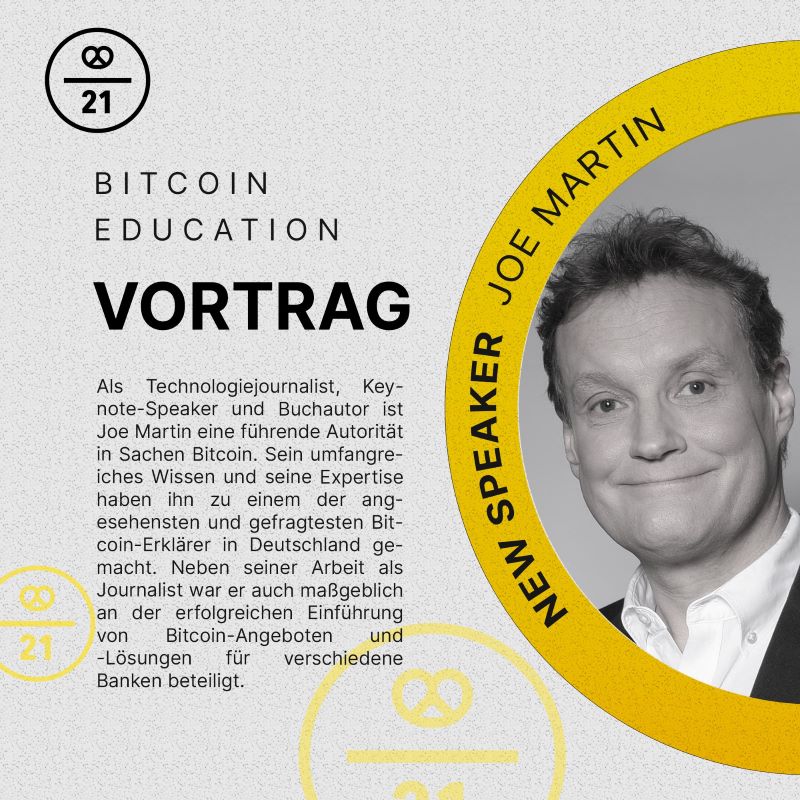 21
BITCOIN
EDUCATION
VORTRAG
Als Technologiejournalist, Key-
note-Speaker und Buchautor ist
Joe Martin eine führende Autorität
in Sachen Bitcoin. Sein umfangre-
iches Wissen und seine Expertise
haben ihn zu einem der ang-
esehensten und gefragtesten Bit-
coin-Erklärer in Deutschland ge-
macht. Neben seiner Arbeit als
Journalist war er auch maßgeblich
an der erfolgreichen Einführung
von Bitcoin-Angeboten und
-Lösungen für verschiedene
Banken beteiligt.
NEW SPEAKER JOE MARTIN
21
21